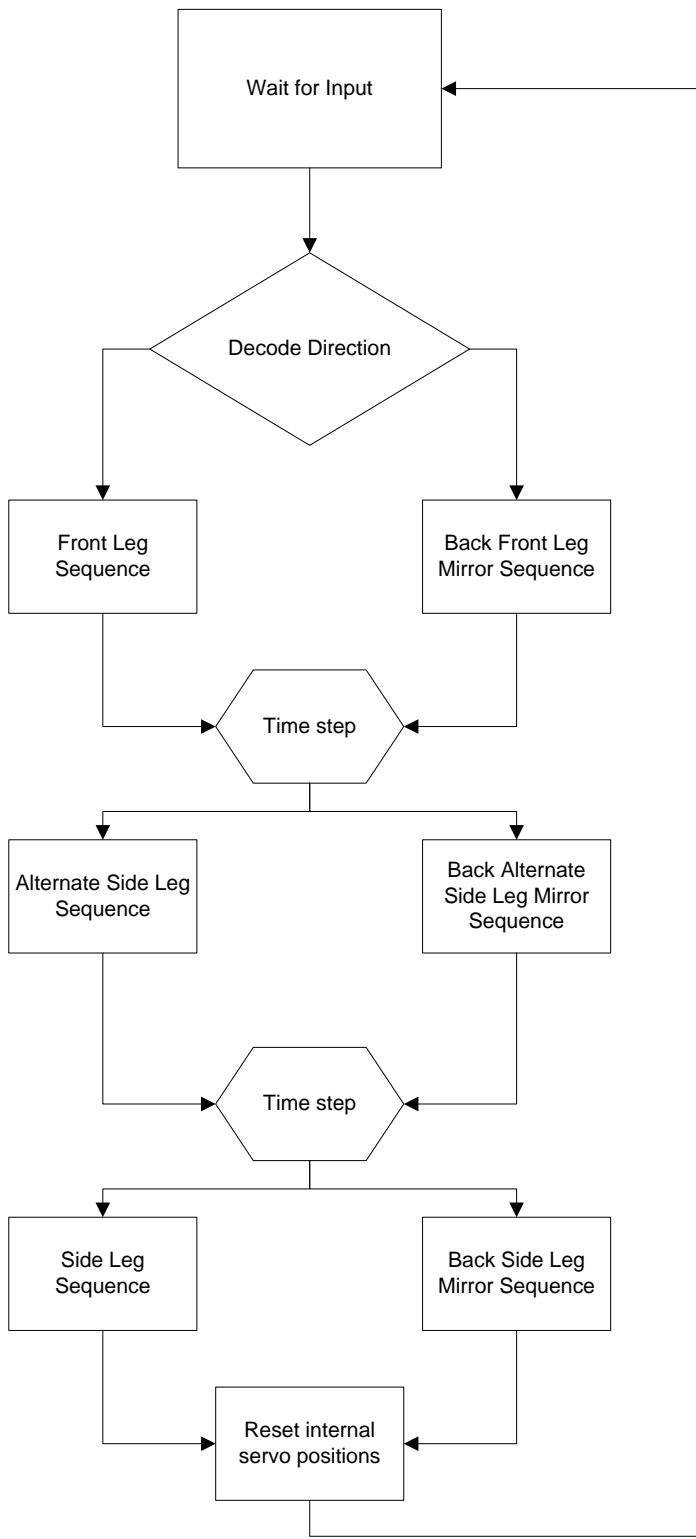 Wait for Input
Decode Direction
Front Leg
Sequence
Back Front Leg
Mirror Sequence
Time step
Alternate Side Leg
Sequence
Back Alternate
Side Leg Mirror
Sequence
Time step
Side Leg
Sequence
Back Side Leg
Mirror Sequence
Reset internal
servo positions